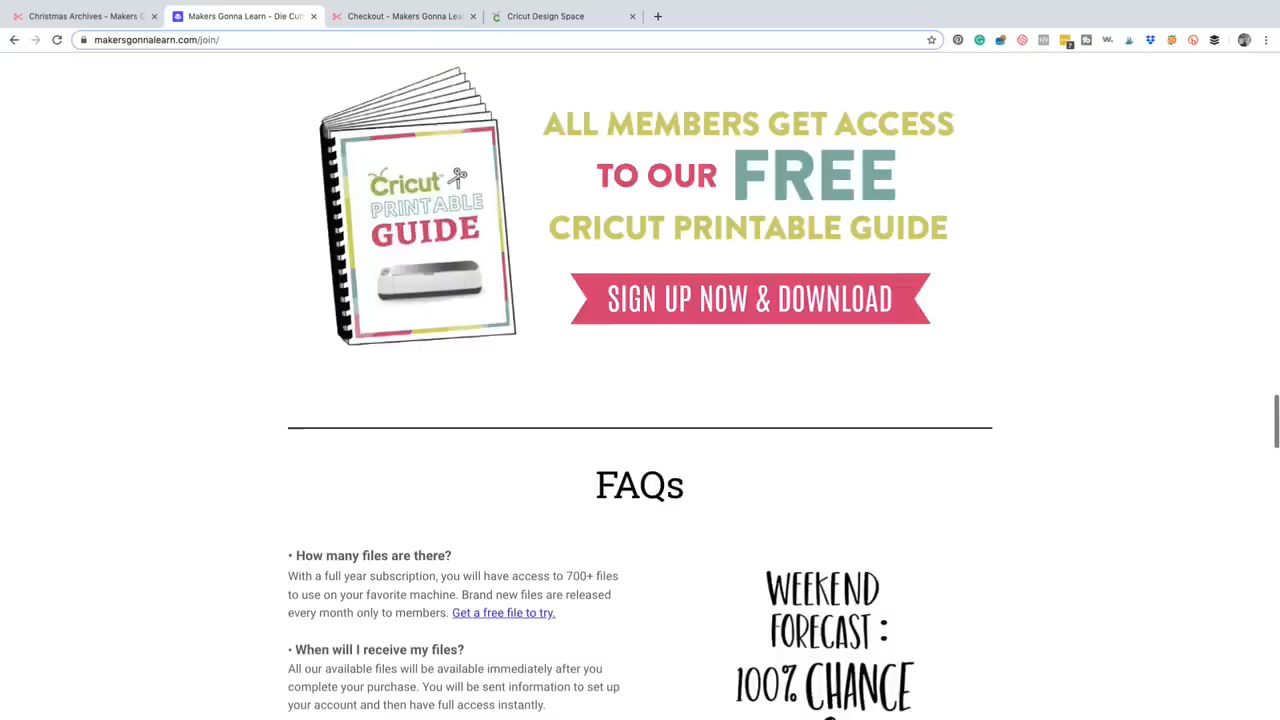 Christmas Archives - Makers G
Makers Gonna Learn - Die Cut
Checkout - Makers Gonna Lea
Cricut Design Space
makersgonnalearn.com/join/
7
w.
Cricut
PRINTABLE
GUIDE
ALL MEMBERS GET ACCESS
TO OUR FREE
CRICUT PRINTABLE GUIDE
SIGN UP NOW & DOWNLOAD
FAQs
• How many files are there?
With a full year subscription, you will have access to 700+ files
to use on your favorite machine. Brand new files are released
every month only to members. Get a free file to try.
• When will I receive my files?
All our available files will be available immediately after you
complete your purchase. You will be sent information to set up
your account and then have full access instantly.
WEEKEND
FORECAST:
100% CHANCE